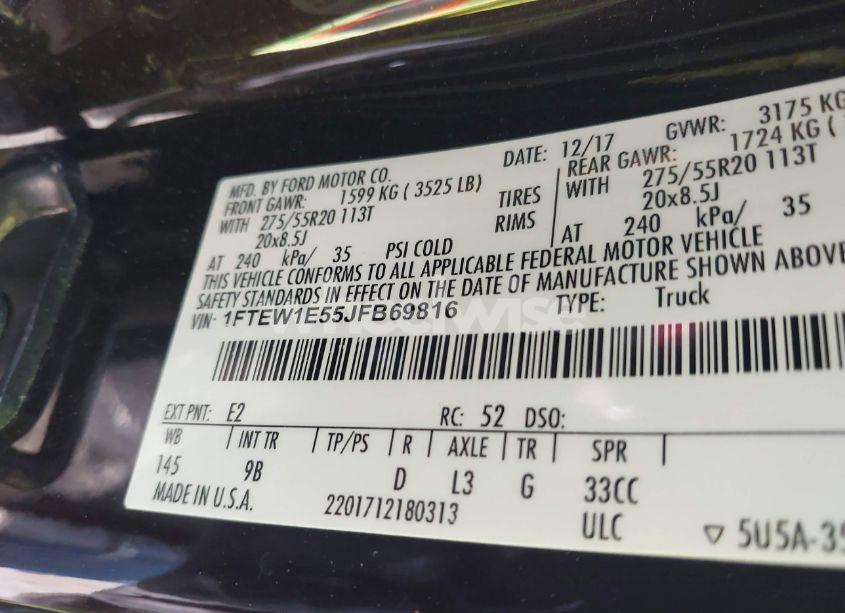 MFD. BY FORD MOTOR CO. DATE: 12/17 GVWR: 3175 KG
FRONT GAWR: 1599 KG ( 3525 LB) REAR GAWR: 1724 KG (
WITH 275/55R20 113T TIRES WITH 275/55R20 113T
20x8.5J RIMS 20x8.5J
AT 240 kPa/ 35 PSI COLD AT 240 kPa/ 35
THIS VEHICLE CONFORMS TO ALL APPLICABLE FEDERAL MOTOR VEHICLE
SAFETY STANDARDS IN EFFECT ON THE DATE OF MANUFACTURE SHOWN ABOVE
VIN: 1FTEW1E55JFB69816 TYPE: Truck
EXT PNT: E2 RC: 52 DSO:
WB INT TR TP/PS R AXLE TR SPR
145 9B D L3 G 33CC
MADE IN U.S.A. 2201712180313 ULC
▽ 5U5A-35